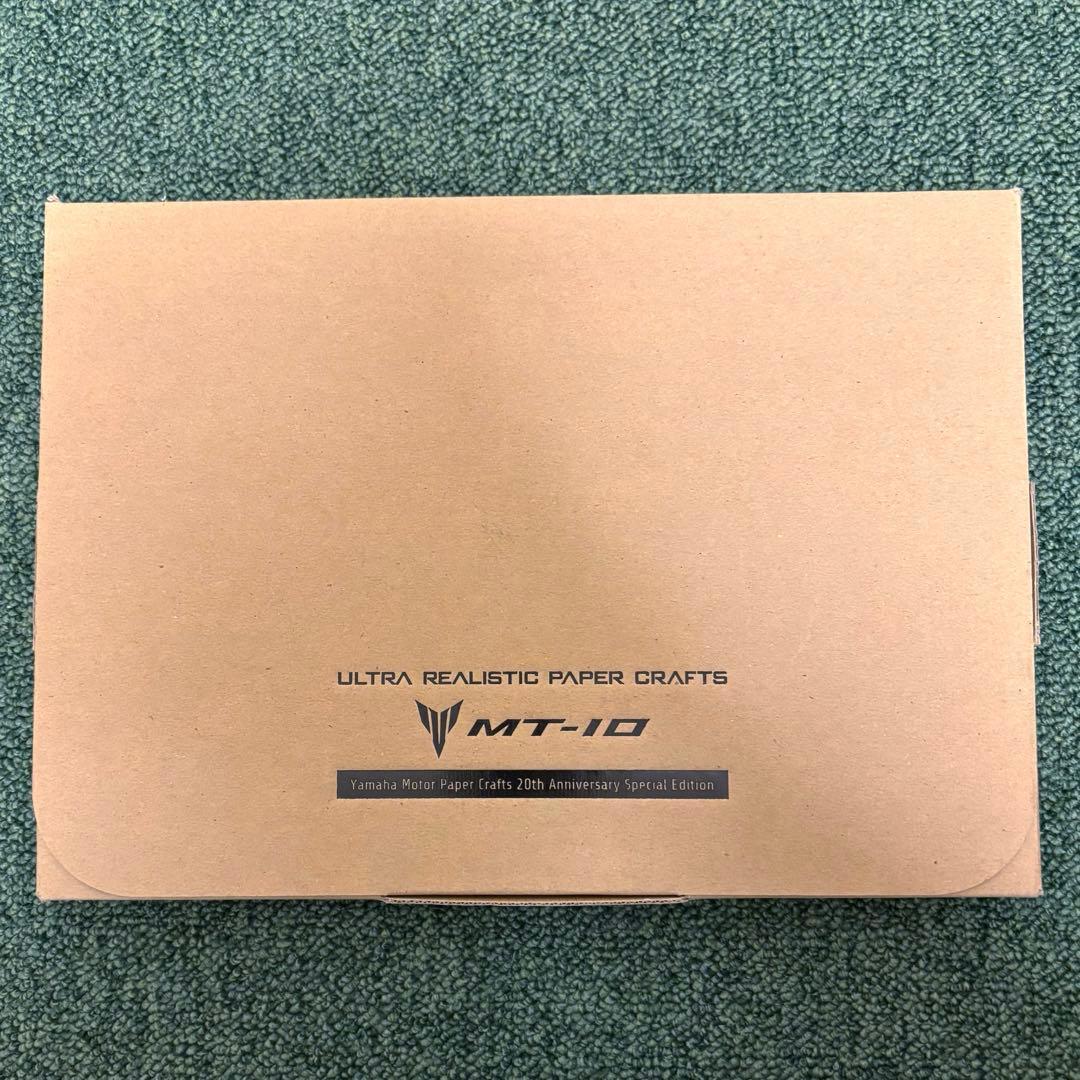 ULTRA REALISTIC PAPER CRAFTS
MT-10
Yamaha Motor Paper Crafts 20th Anniversary Special Edition